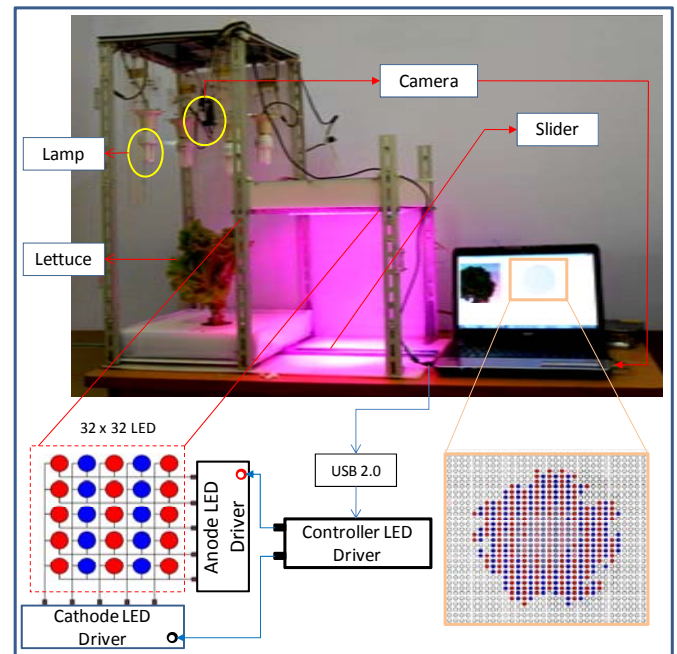 Camera
Slider
Lamp
Lettuce
32 x 32 LED
USB 2.0
Anode LED
Driver
Controller LED
Driver
Cathode LED
Driver